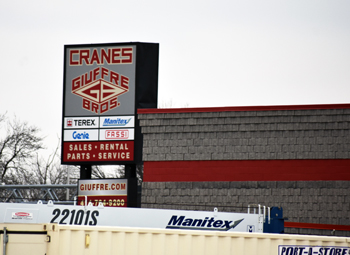 CRANES
GIUFFRE
GB
BROS.
TEREX Manitex
Genie FASSI
SALES • RENTAL
PARTS • SERVICE
GIUFFRE.COM
22101S Manitex
PORT-A-STORE